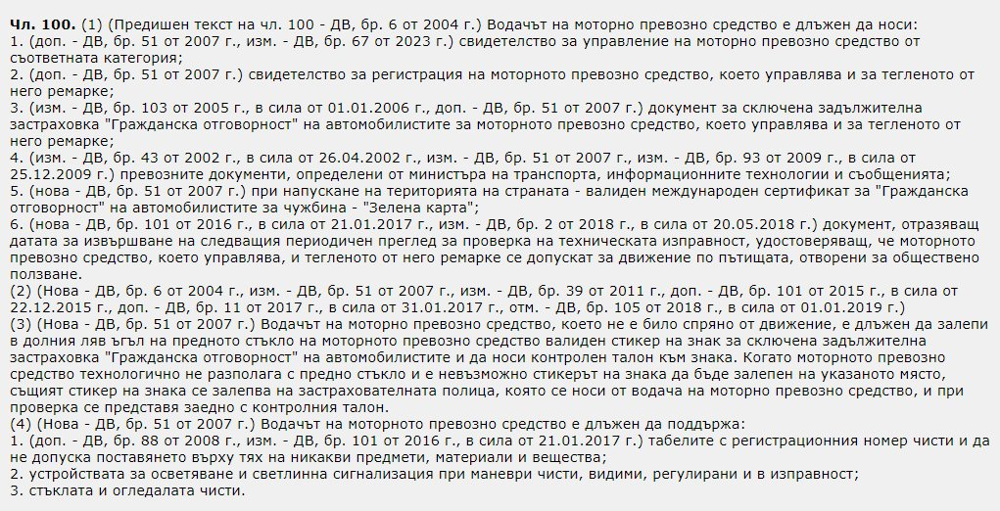 Чл. 100. (1) (Предишен текст на чл. 100 - ДВ, бр. 6 от 2004 г.) Водачът на моторно превозно средство е длъжен да носи:
1. (доп. - ДВ, бр. 51 от 2007 г., изм. - ДВ, бр. 67 от 2023 г.) свидетелство за управление на моторно превозно средство от
съответната категория;
2. (доп. - ДВ, бр. 51 от 2007 г.) свидетелство за регистрация на моторното превозно средство, което управлява и за тегленото от
него ремарке;
3. (изм. - ДВ, бр. 103 от 2005 г., в сила от 01.01.2006 г., доп. - ДВ, бр. 51 от 2007 г.) документ за сключена задължителна
застраховка "Гражданска отговорност" на автомобилистите за моторното превозно средство, което управлява и за тегленото от
него ремарке;
4. (изм. - ДВ, бр. 43 от 2002 г., в сила от 26.04.2002 г., изм. - ДВ, бр. 51 от 2007 г., изм. - ДВ, бр. 93 от 2009 г., в сила от
25.12.2009 г.) превозните документи, определени от министъра на транспорта, информационните технологии и съобщенията;
5. (нова - ДВ, бр. 51 от 2007 г.) при напускане на територията на страната - валиден международен сертификат за "Гражданска
отговорност" на автомобилистите за чужбина - "Зелена карта";
6. (нова - ДВ, бр. 101 от 2016 г., в сила от 21.01.2017 г., изм. - ДВ, бр. 2 от 2018 г., в сила от 20.05.2018 г.) документ, отразяващ
датата за извършване на следващия периодичен преглед за проверка на техническата изправност, удостоверяващ, че моторното
превозно средство, което управлява, и тегленото от него ремарке се допускат за движение по пътищата, отворени за обществено
ползване.
(2) (Нова - ДВ, бр. 6 от 2004 г., изм. - ДВ, бр. 51 от 2007 г., изм. - ДВ, бр. 39 от 2011 г., доп. - ДВ, бр. 101 от 2015 г., в сила от
22.12.2015 г., доп. - ДВ, бр. 11 от 2017 г., в сила от 31.01.2017 г., отм. - ДВ, бр. 105 от 2018 г., в сила от 01.01.2019 г.)
(3) (Нова - ДВ, бр. 51 от 2007 г.) Водачът на моторно превозно средство, което не е било спряно от движение, е длъжен да залепи
в долния ляв ъгъл на предното стъкло на моторното превозно средство валиден стикер на знак за сключена задължителна
застраховка "Гражданска отговорност" на автомобилистите и да носи контролен талон към знака. Когато моторното превозно
средство технологично не разполага с предно стъкло и е невъзможно стикерът на знака да бъде залепен на указаното място,
същият стикер на знака се залепва на застрахователната полица, която се носи от водача на моторно превозно средство, и при
проверка се представя заедно с контролния талон.
(4) (Нова - ДВ, бр. 51 от 2007 г.) Водачът на моторното превозно средство е длъжен да поддържа:
1. (доп. - ДВ, бр. 88 от 2008 г., изм. - ДВ, бр. 101 от 2016 г., в сила от 21.01.2017 г.) табелите с регистрационния номер чисти и да
не допуска поставянето върху тях на никакви предмети, материали и вещества;
2. устройствата за осветяване и светлинна сигнализация при маневри чисти, видими, регулирани и в изправност;
3. стъклата и огледалата чисти.